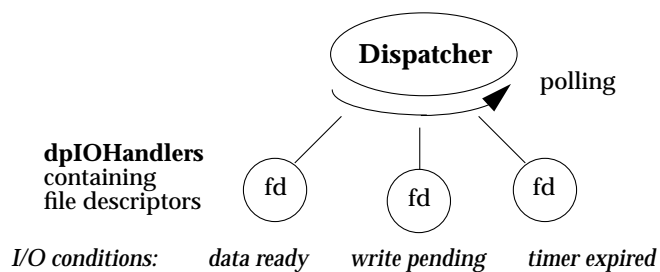 Dispatcher
polling
dpIOHandlers
containing
file descriptors
fd
fd
fd
I/O conditions: data ready write pending timer expired